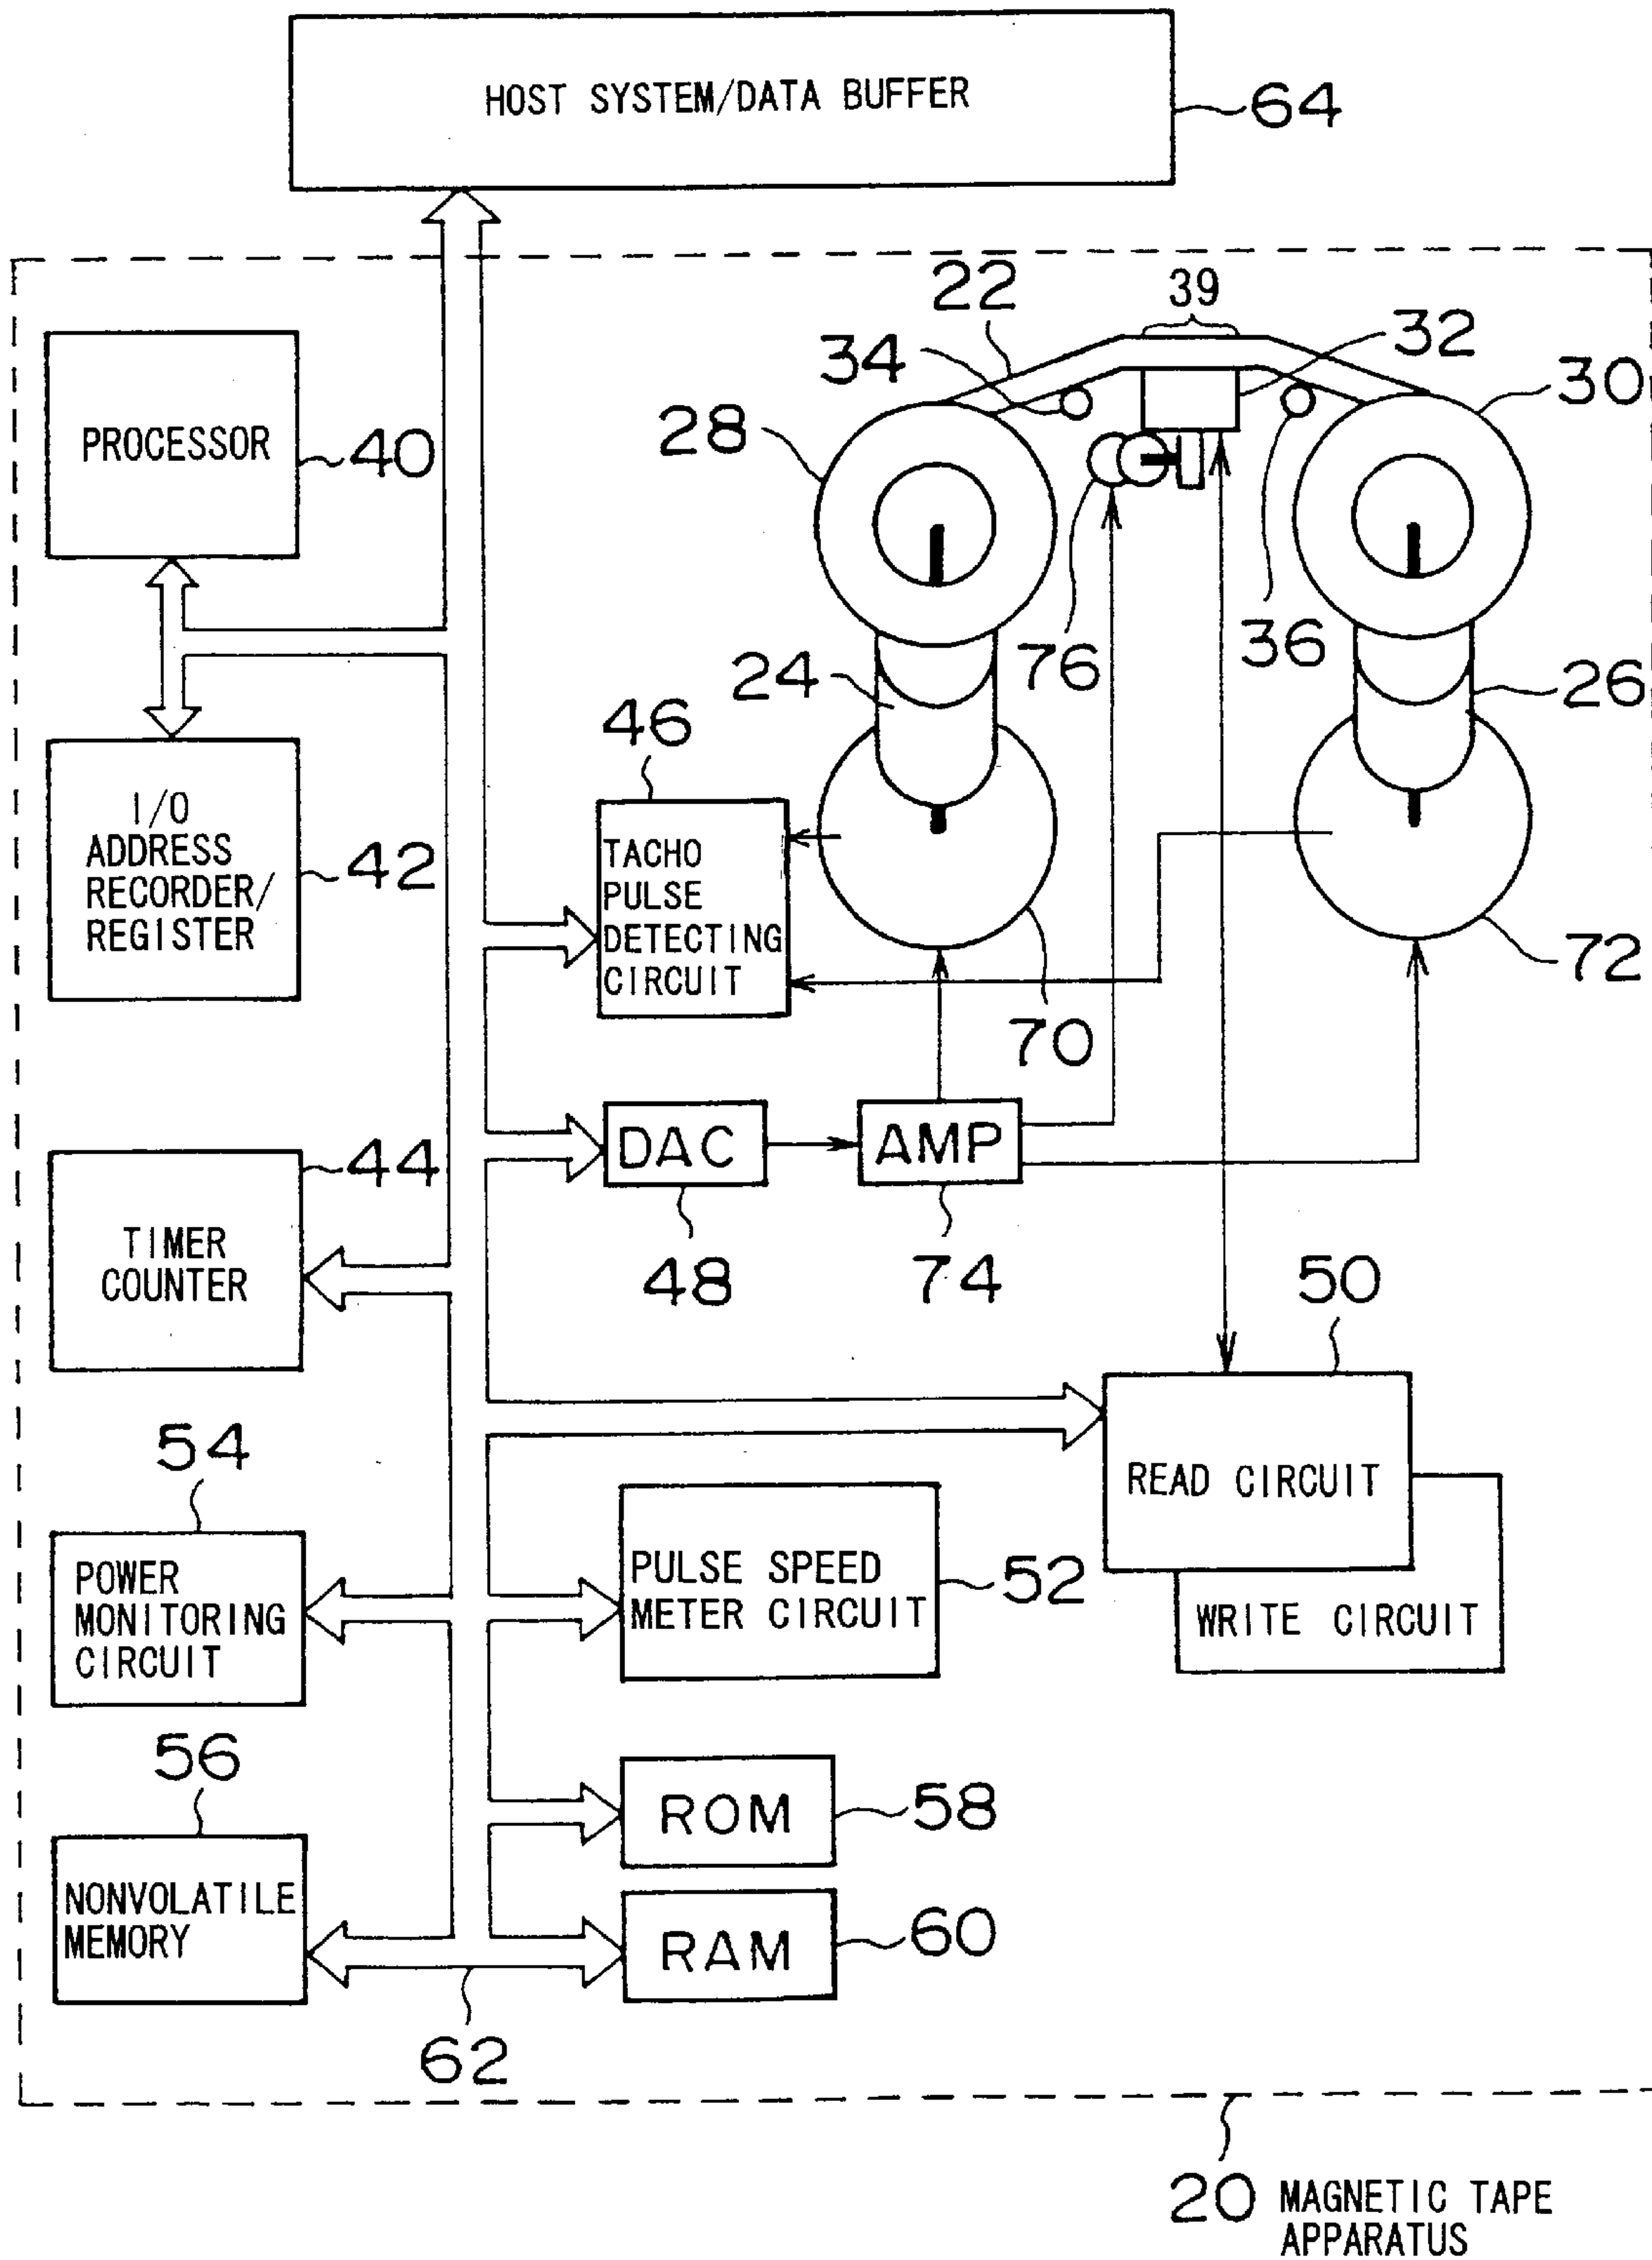 HOST SYSTEM/DATA BUFFER
64
22
39
32
34
30
28
PROCESSOR
40
76
36
24
26
46
I/O
ADDRESS
RECORDER/
REGISTER
42
TACHO
PULSE
DETECTING
CIRCUIT
72
70
44
DAC
AMP
TIMER
COUNTER
48
74
50
54
READ CIRCUIT
POWER
MONITORING
CIRCUIT
PULSE SPEED
METER CIRCUIT
52
WRITE CIRCUIT
56
ROM
58
NONVOLATILE
MEMORY
RAM
60
62
20 MAGNETIC TAPE
APPARATUS